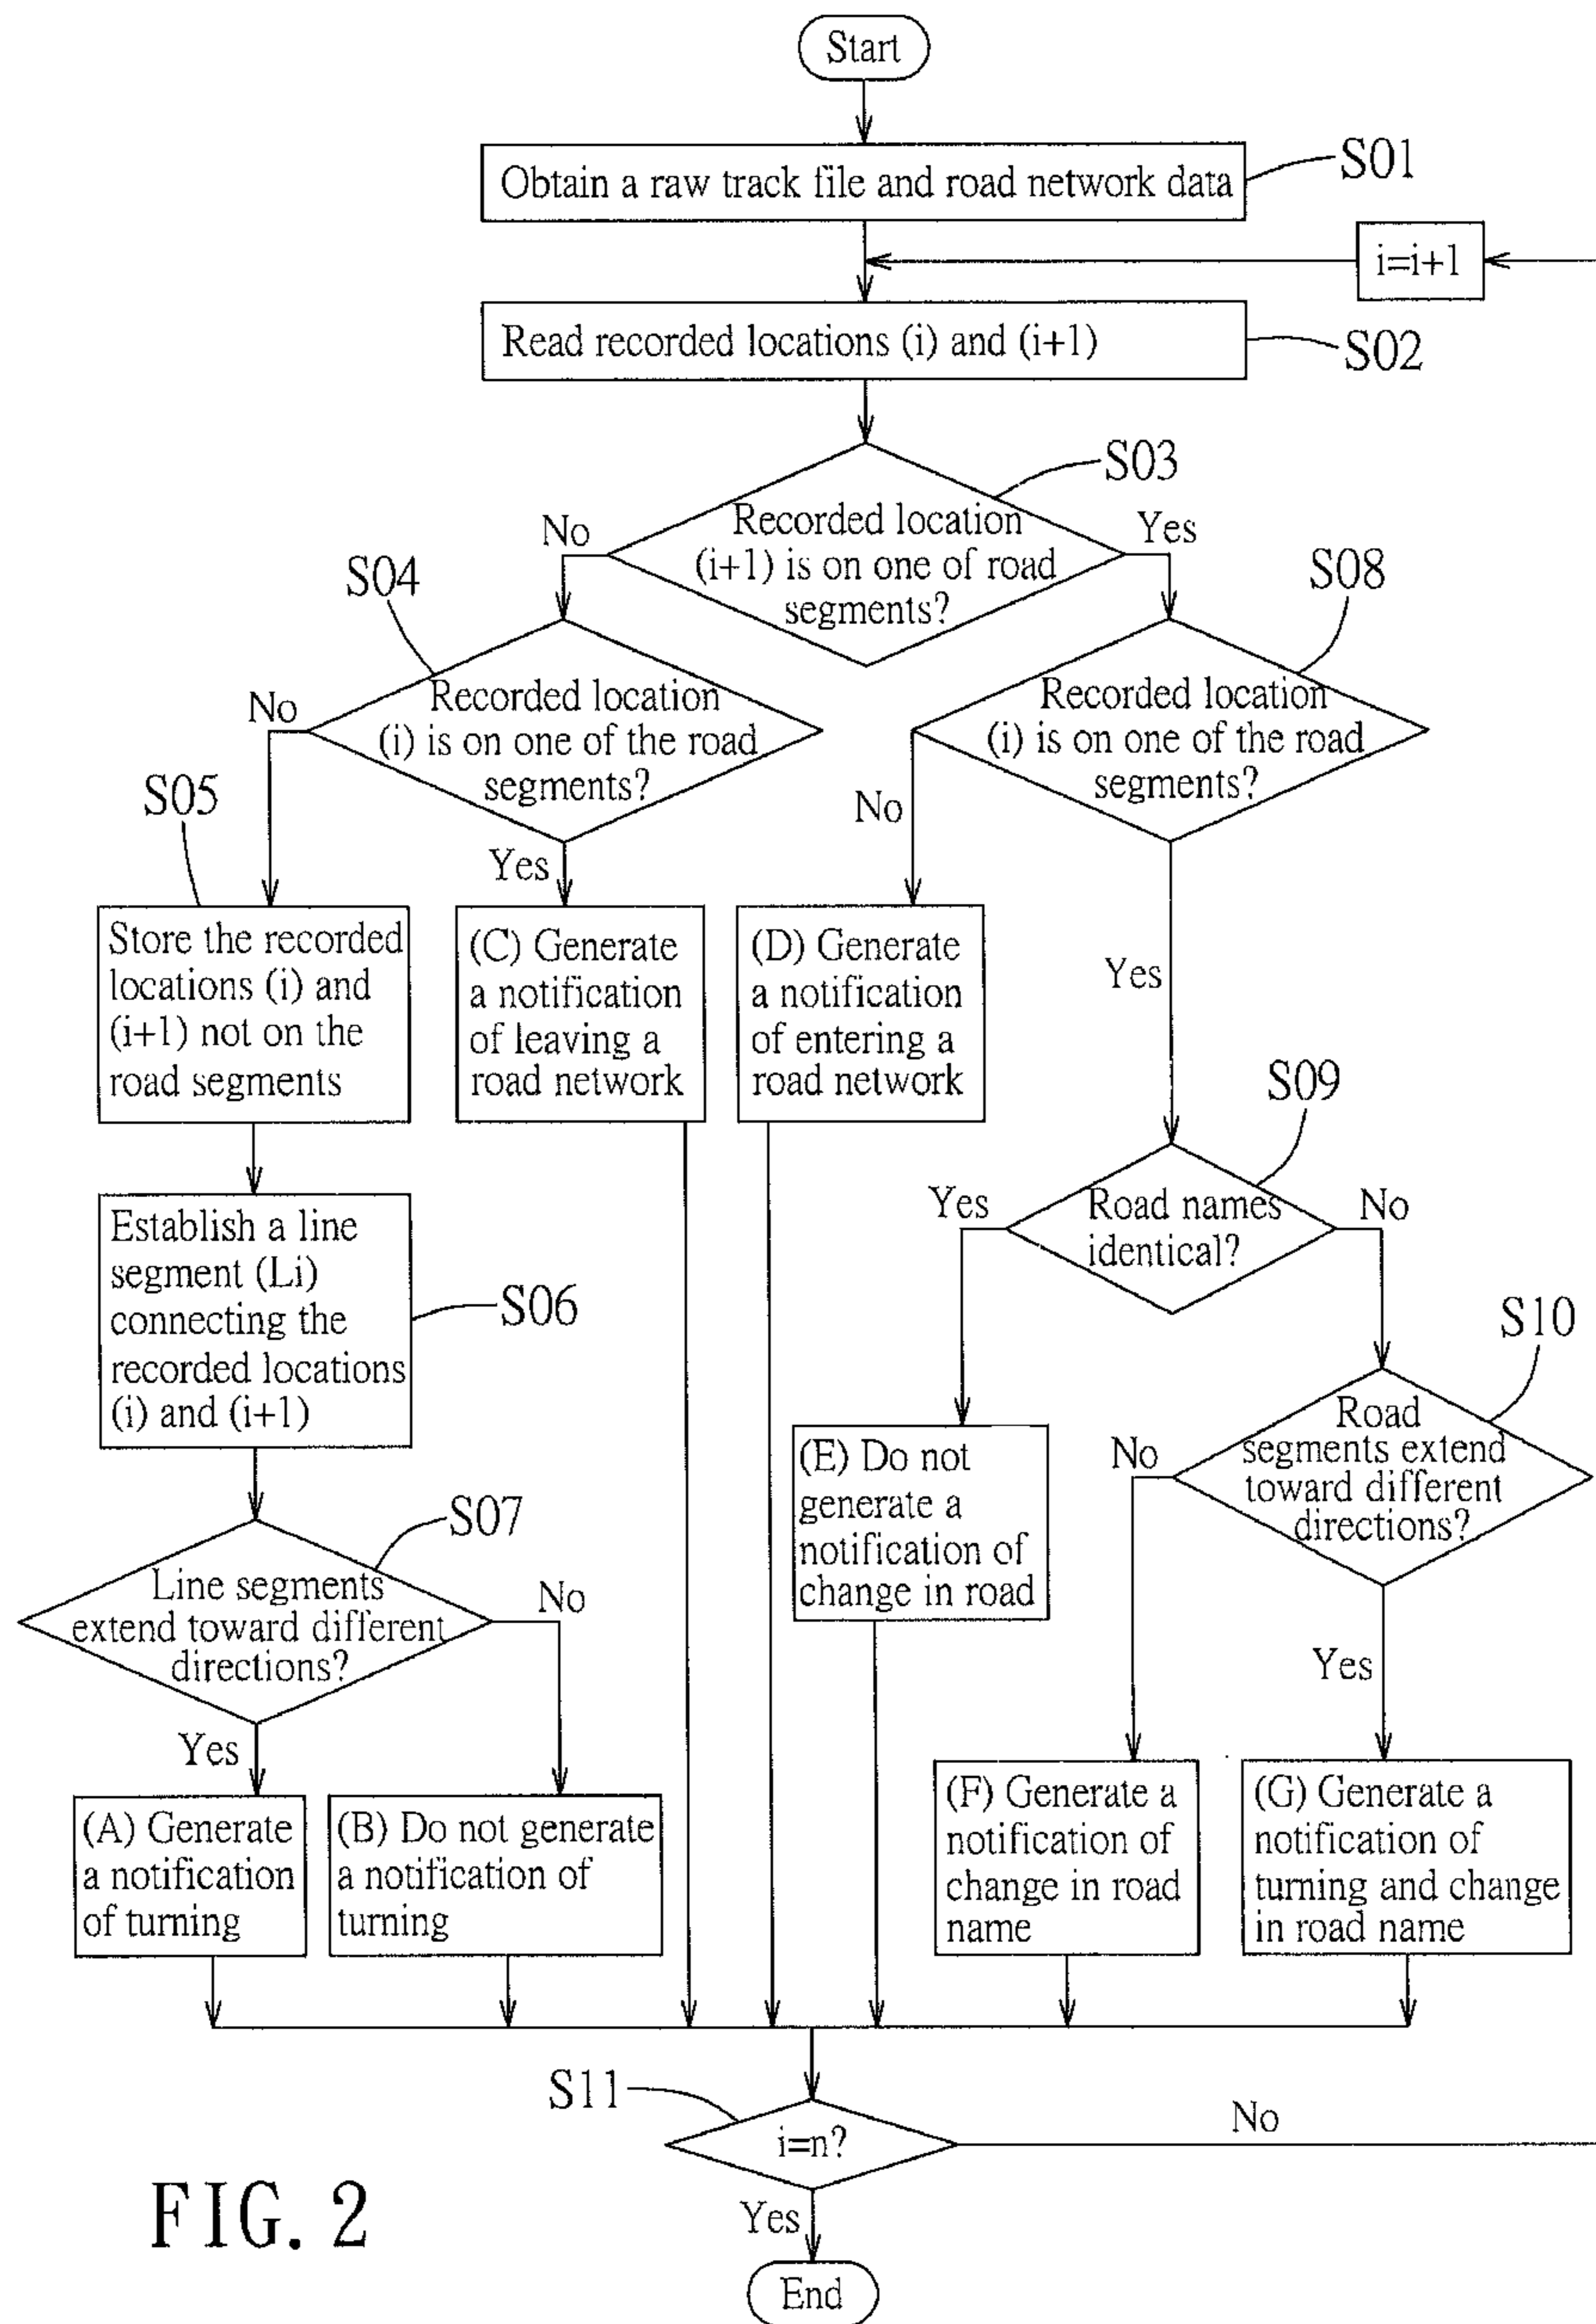 Start
Obtain a raw track file and road network data
S01
i=i+1
Read recorded locations (i) and (i+1)
S02
S03
Recorded location
(i+1) is on one of road
segments?
No
Yes
S04
S08
Recorded location
(i) is on one of the road
segments?
No
Yes
Recorded location
(i) is on one of the road
segments?
No
Yes
S05
Store the recorded
locations (i) and
(i+1) not on the
road segments
(C) Generate
a notification
of leaving a
road network
(D) Generate
a notification
of entering a
road network
S09
Road names
identical?
Yes
No
Establish a line
segment (Li)
connecting the
recorded locations
(i) and (i+1)
S06
S10
Road
segments extend
toward different
directions?
No
Yes
(E) Do not
generate a
notification of
change in road
S07
Line segments
extend toward different
directions?
No
Yes
(A) Generate
a notification
of turning
(B) Do not generate
a notification of
turning
(F) Generate a
notification of
change in road
name
(G) Generate a
notification of
turning and change
in road name
S11
i=n?
No
Yes
End
FIG. 2